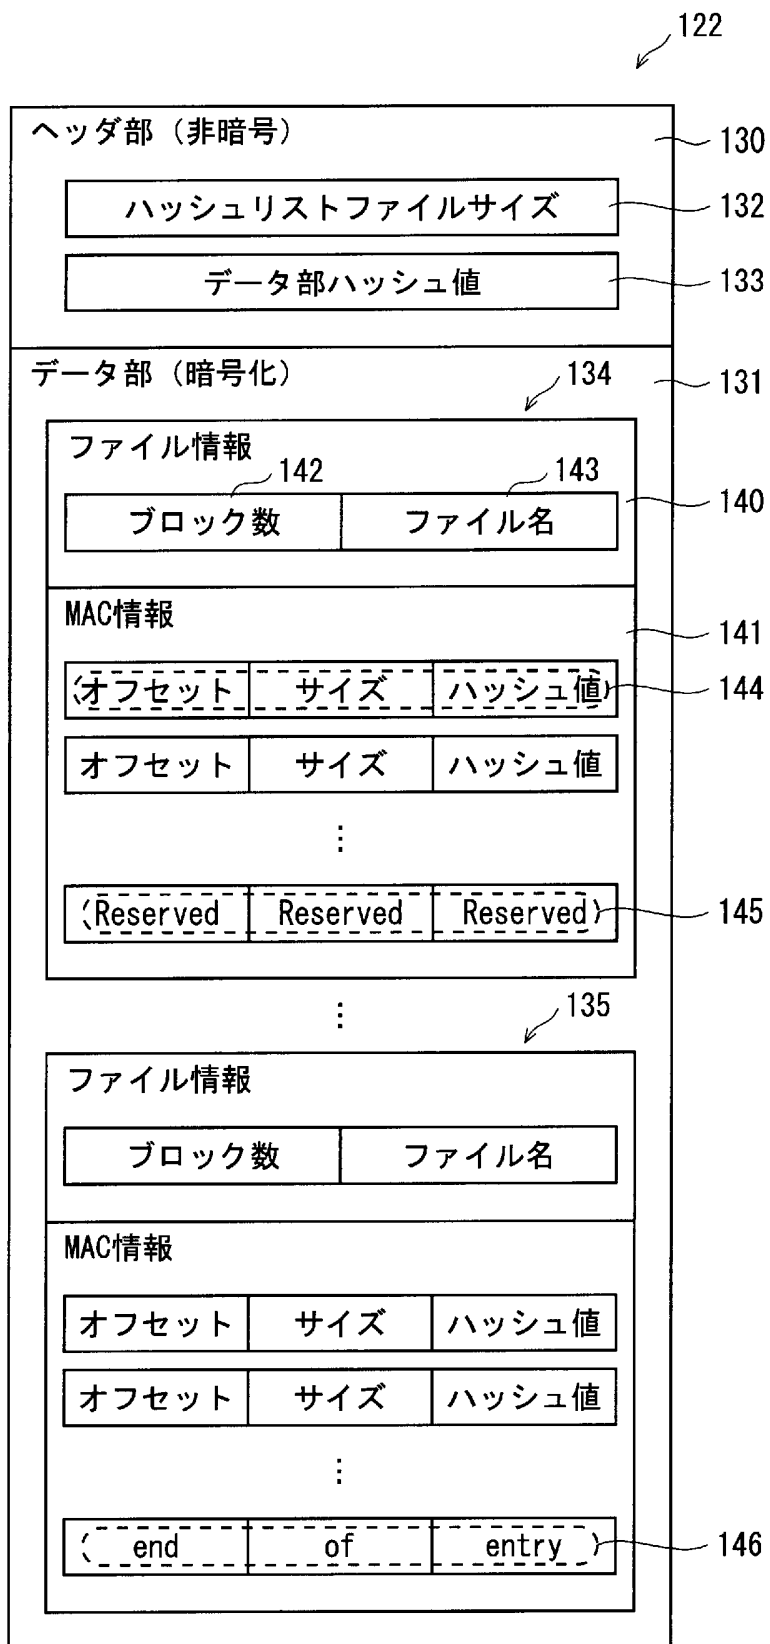 122
ヘッダ部（非暗号） 130
ハッシュリストファイルサイズ 132
データ部ハッシュ値 133
データ部（暗号化） 134 131
ファイル情報
142 143
ブロック数 ファイル名 140
MAC情報 141
オフセット サイズ ハッシュ値 144
オフセット サイズ ハッシュ値
⋮
Reserved Reserved Reserved 145
⋮ 135
ファイル情報
ブロック数 ファイル名
MAC情報
オフセット サイズ ハッシュ値
オフセット サイズ ハッシュ値
⋮
end of entry 146